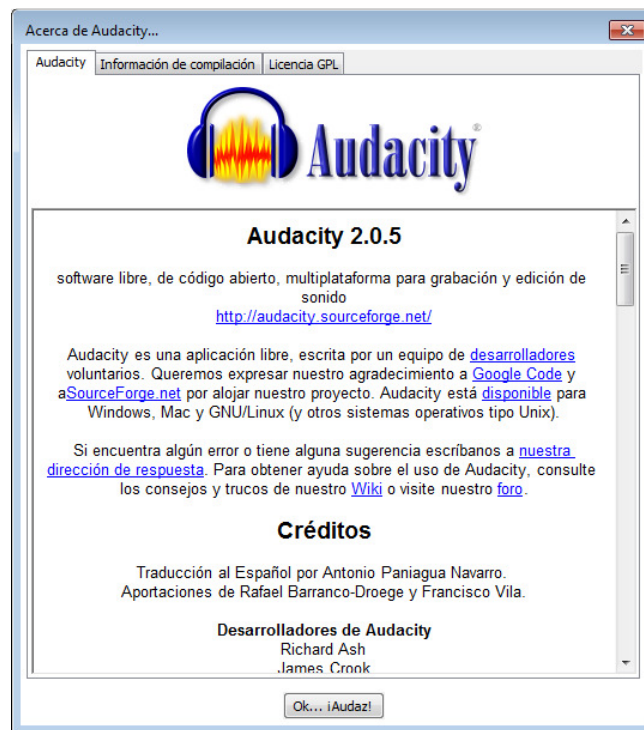 Acerca de Audacity...
Audacity Información de compilación Licencia GPL
Audacity®
Audacity 2.0.5
software libre, de código abierto, multiplataforma para grabación y edición de
sonido
http://audacity.sourceforge.net/
Audacity es una aplicación libre, escrita por un equipo de desarrolladores
voluntarios. Queremos expresar nuestro agradecimiento a Google Code y
aSourceForge.net por alojar nuestro proyecto. Audacity está disponible para
Windows, Mac y GNU/Linux (y otros sistemas operativos tipo Unix).
Si encuentra algún error o tiene alguna sugerencia escríbanos a nuestra
dirección de respuesta. Para obtener ayuda sobre el uso de Audacity, consulte
los consejos y trucos de nuestro Wiki o visite nuestro foro.
Créditos
Traducción al Español por Antonio Paniagua Navarro.
Aportaciones de Rafael Barranco-Droege y Francisco Vila.
Desarrolladores de Audacity
Richard Ash
James Crook
Ok... ¡Audaz!